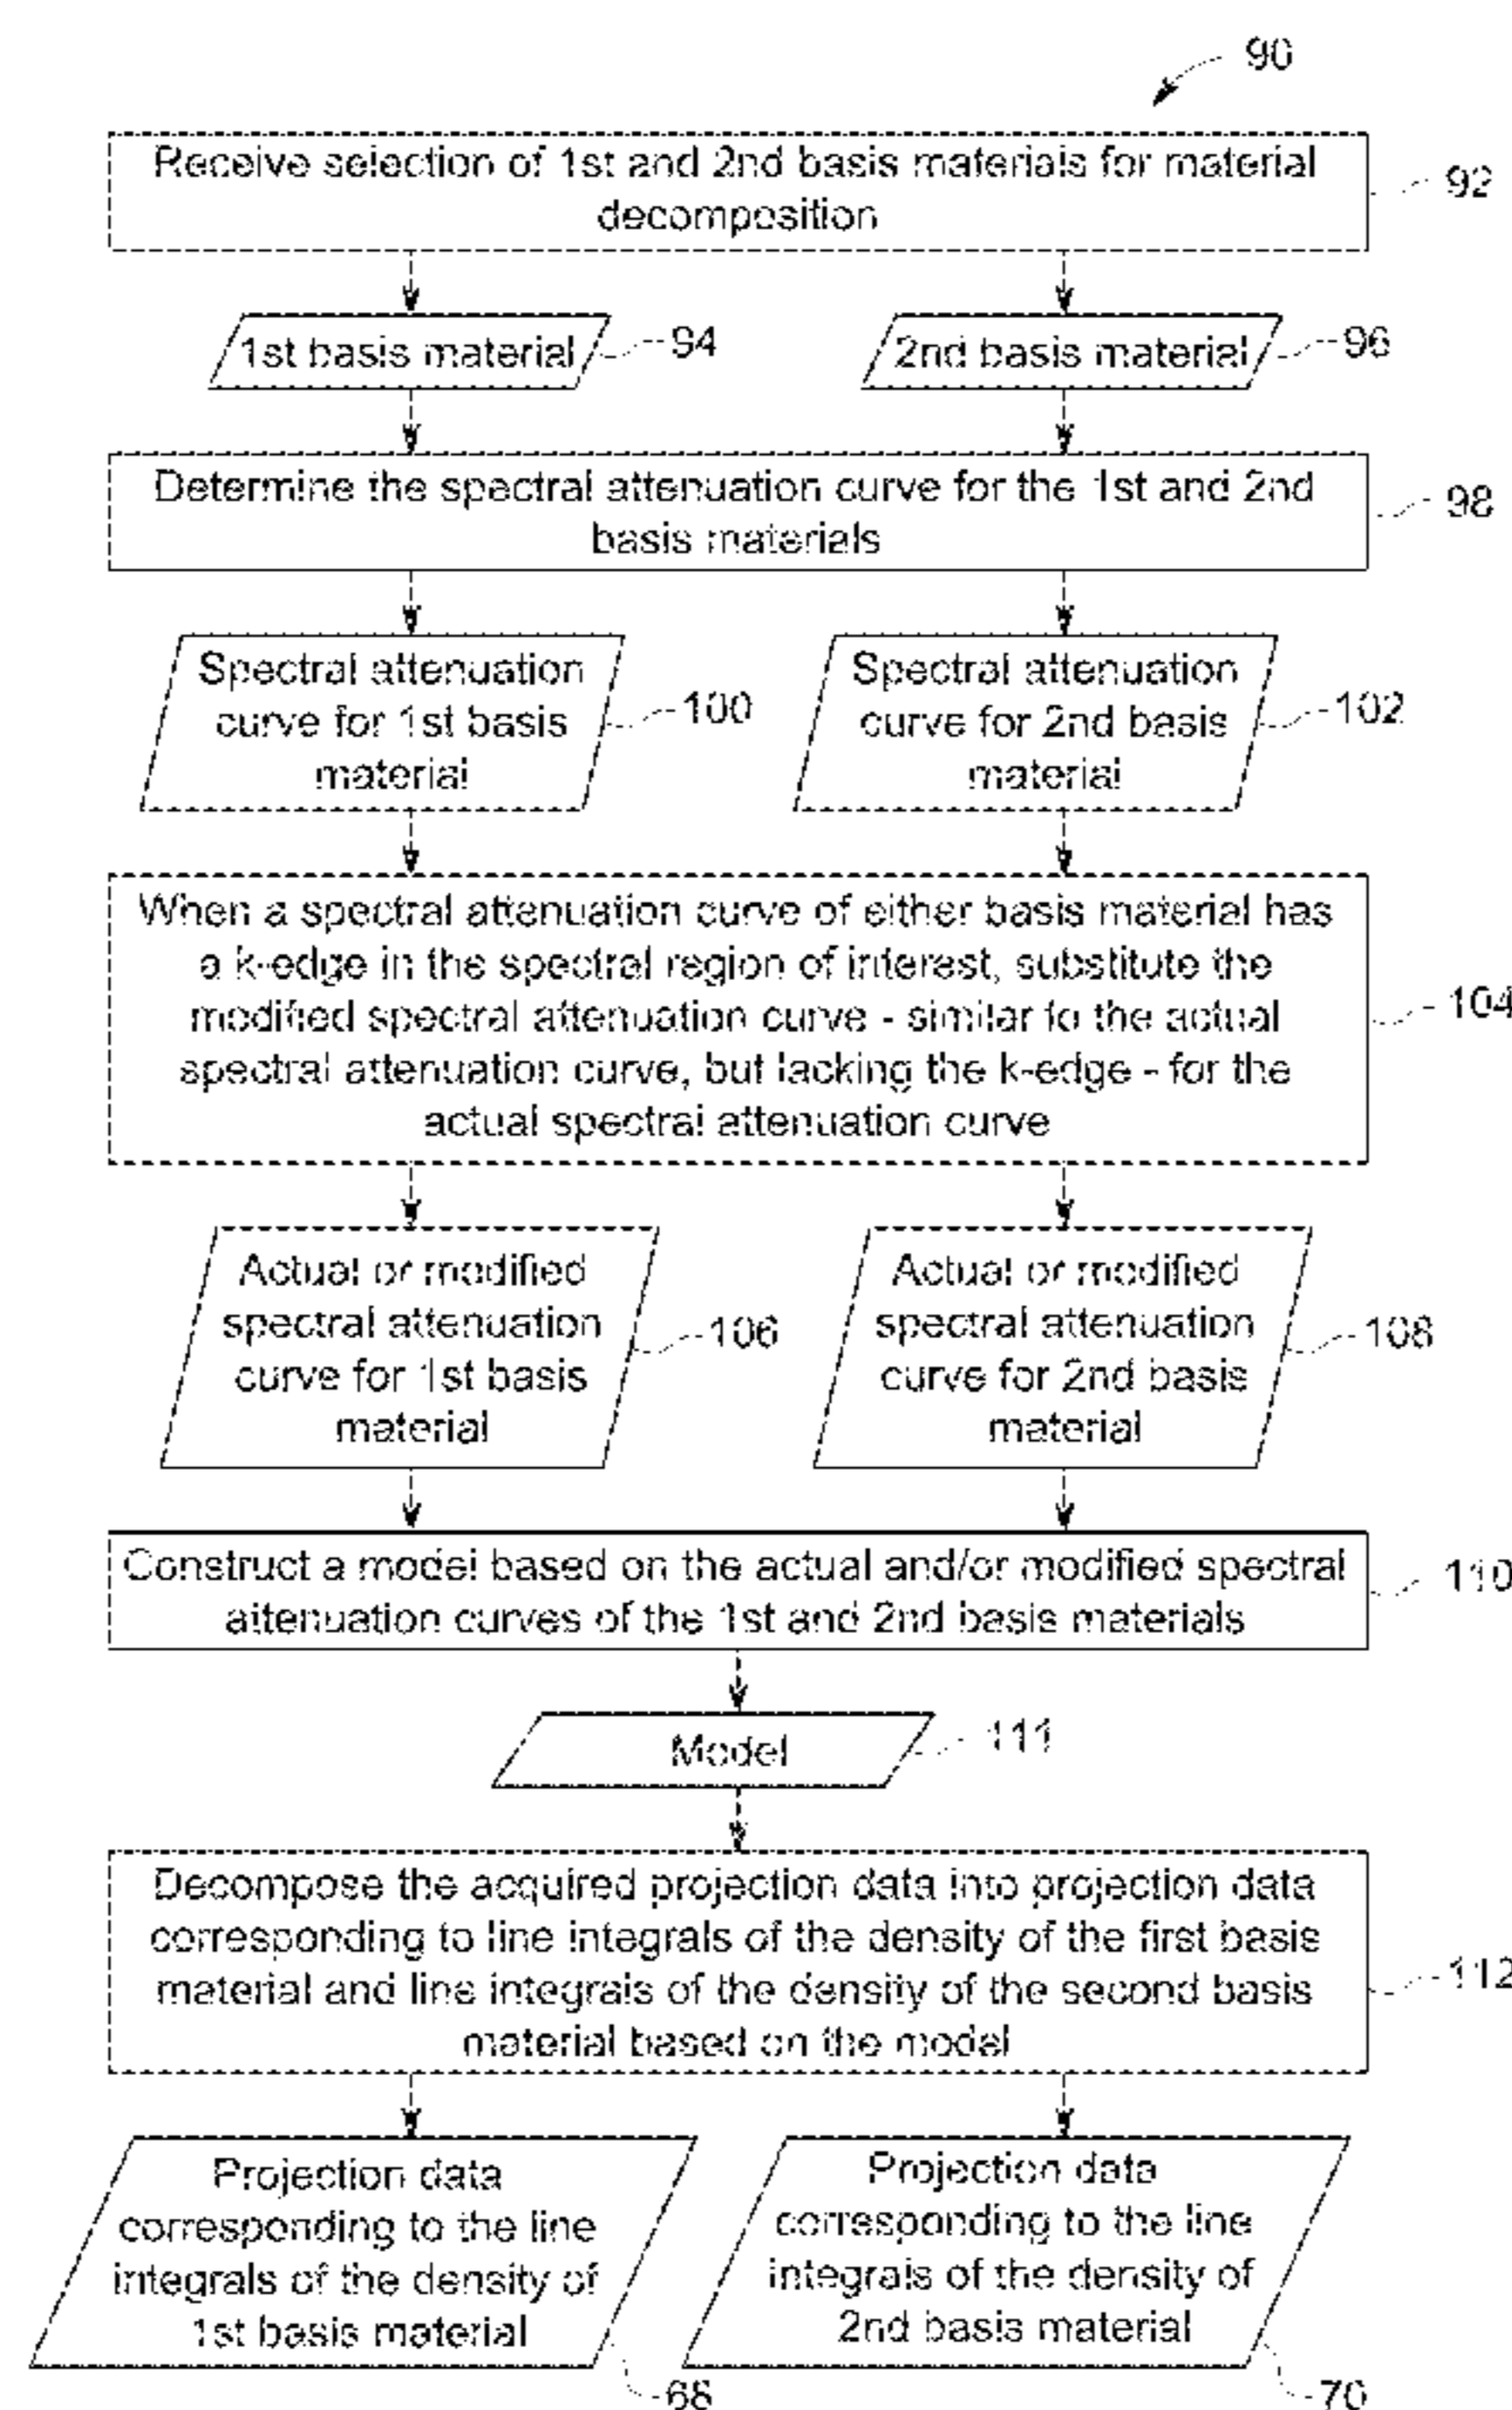 90
Receive selection of 1st and 2nd basis materials for material
decomposition
92
1st basis material
94
2nd basis material
96
Determine the spectral attenuation curve for the 1st and 2nd
basis materials
98
Spectral attenuation
curve for 1st basis
material
100
Spectral attenuation
curve for 2nd basis
material
102
When a spectral attenuation curve of either basis material has
a k-edge in the spectral region of interest, substitute the
modified spectral attenuation curve - similar to the actual
spectral attenuation curve, but lacking the k-edge - for the
actual spectral attenuation curve
104
Actual or modified
spectral attenuation
curve for 1st basis
material
106
Actual or modified
spectral attenuation
curve for 2nd basis
material
108
Construct a model based on the actual and/or modified spectral
attenuation curves of the 1st and 2nd basis materials
110
Model
111
Decompose the acquired projection data into projection data
corresponding to line integrals of the density of the first basis
material and line integrals of the density of the second basis
material based on the model
112
Projection data
corresponding to the line
integrals of the density of
1st basis material
68
Projection data
corresponding to the line
integrals of the density of
2nd basis material
70